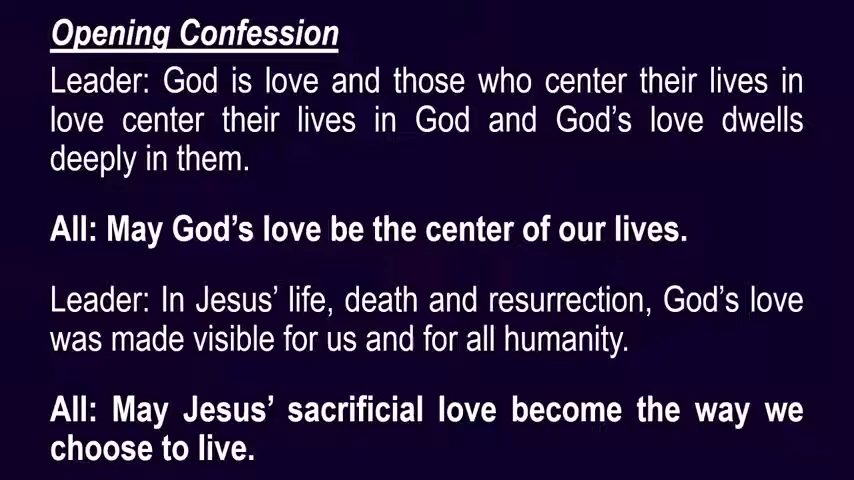 Opening Confession
Leader: God is love and those who center their lives in
love center their lives in God and God’s love dwells
deeply in them.
All: May God’s love be the center of our lives.
Leader: In Jesus’ life, death and resurrection, God’s love
was made visible for us and for all humanity.
All: May Jesus’ sacrificial love become the way we
choose to live.